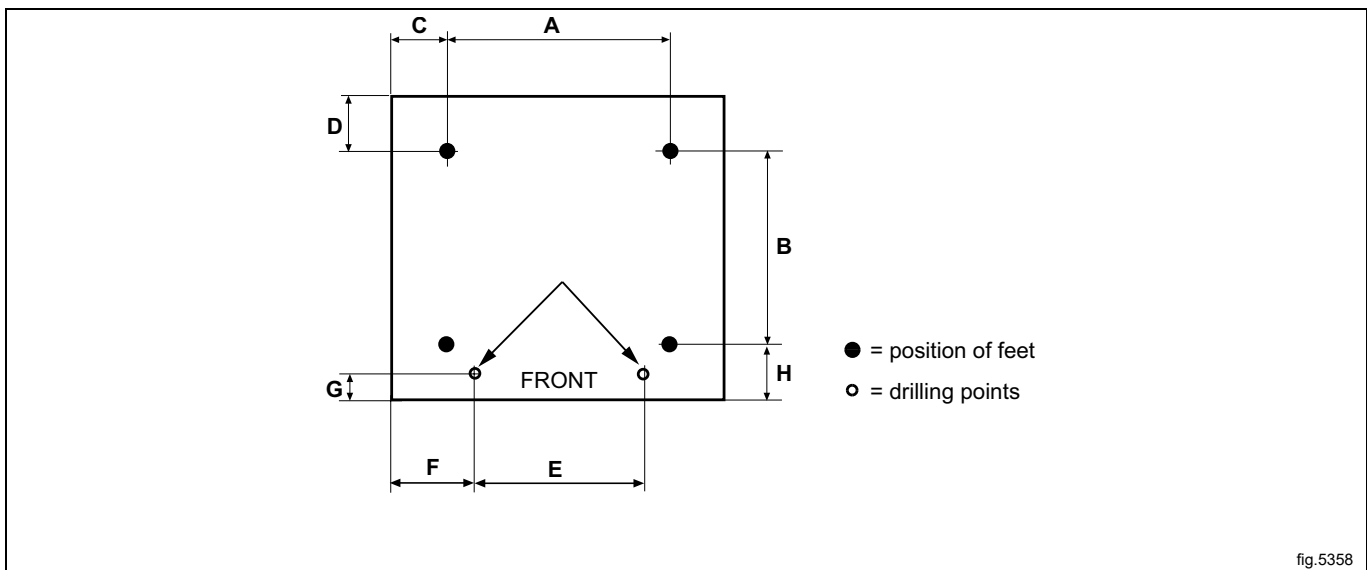 C
A
D
B
● = position of feet
H
G
FRONT
○ = drilling points
F
E
fig.5358